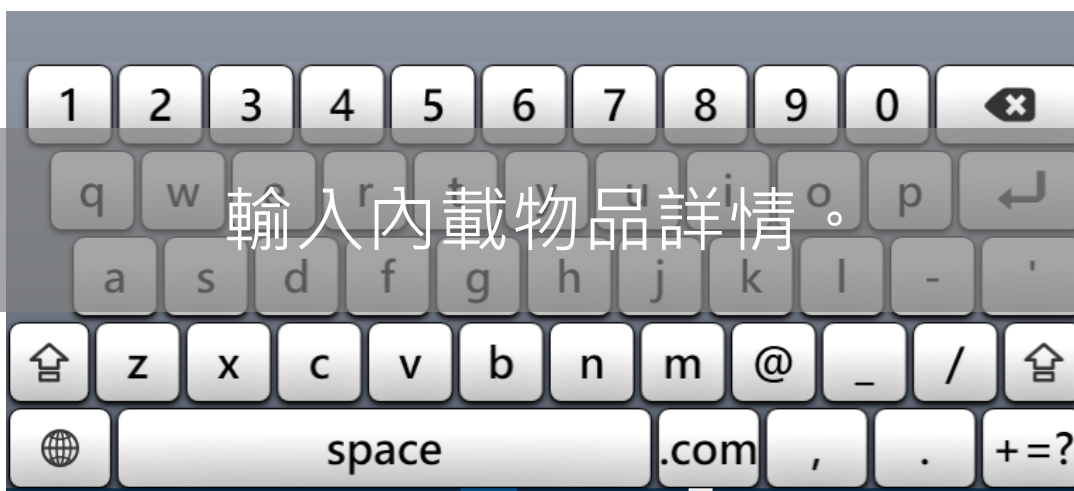 1 2 3 4 5 6 7 8 9 0
q w e r t y u i o p
輸入內載物品詳情。
a s d f g h j k l - '
z x c v b n m @ _ /
space .com , . +=?